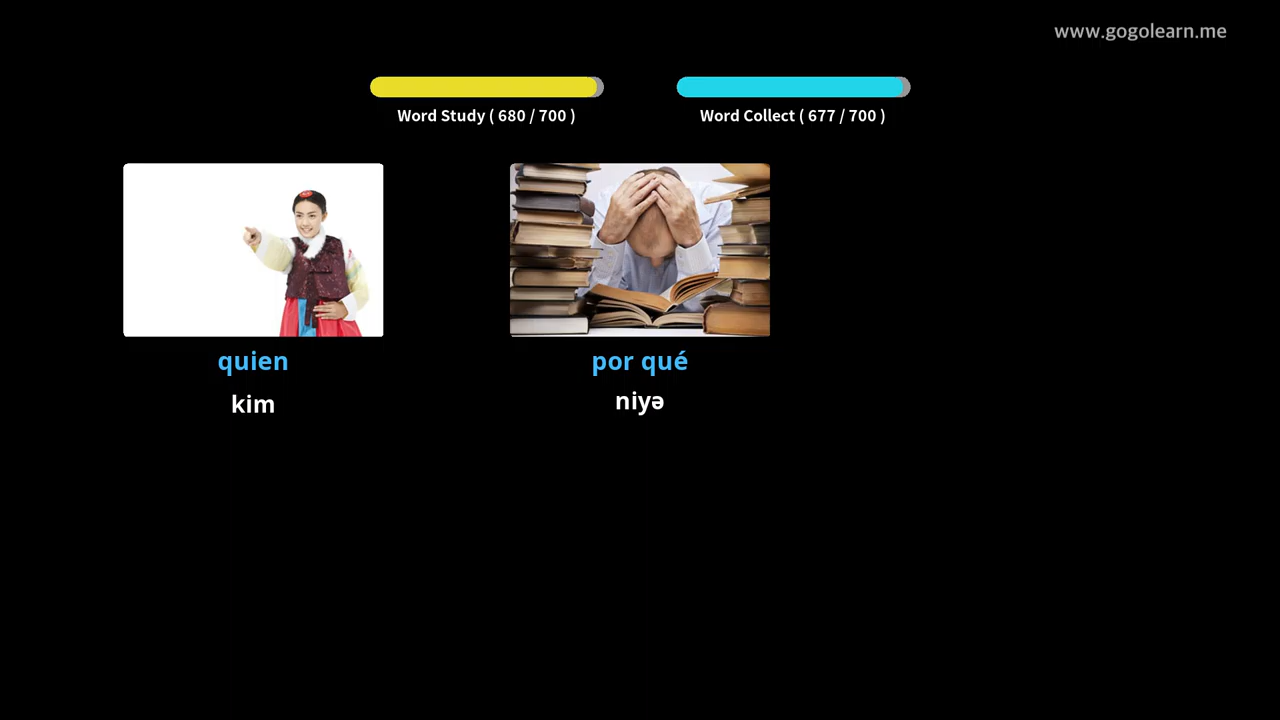 www.gogolearn.me
Word Study ( 680 / 700 )
Word Collect ( 677 / 700 )
quien
por qué
kim
niyə